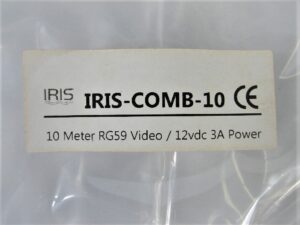 IRIS IRIS-COMB-10 CE
10 Meter RG59 Video / 12vdc 3A Power